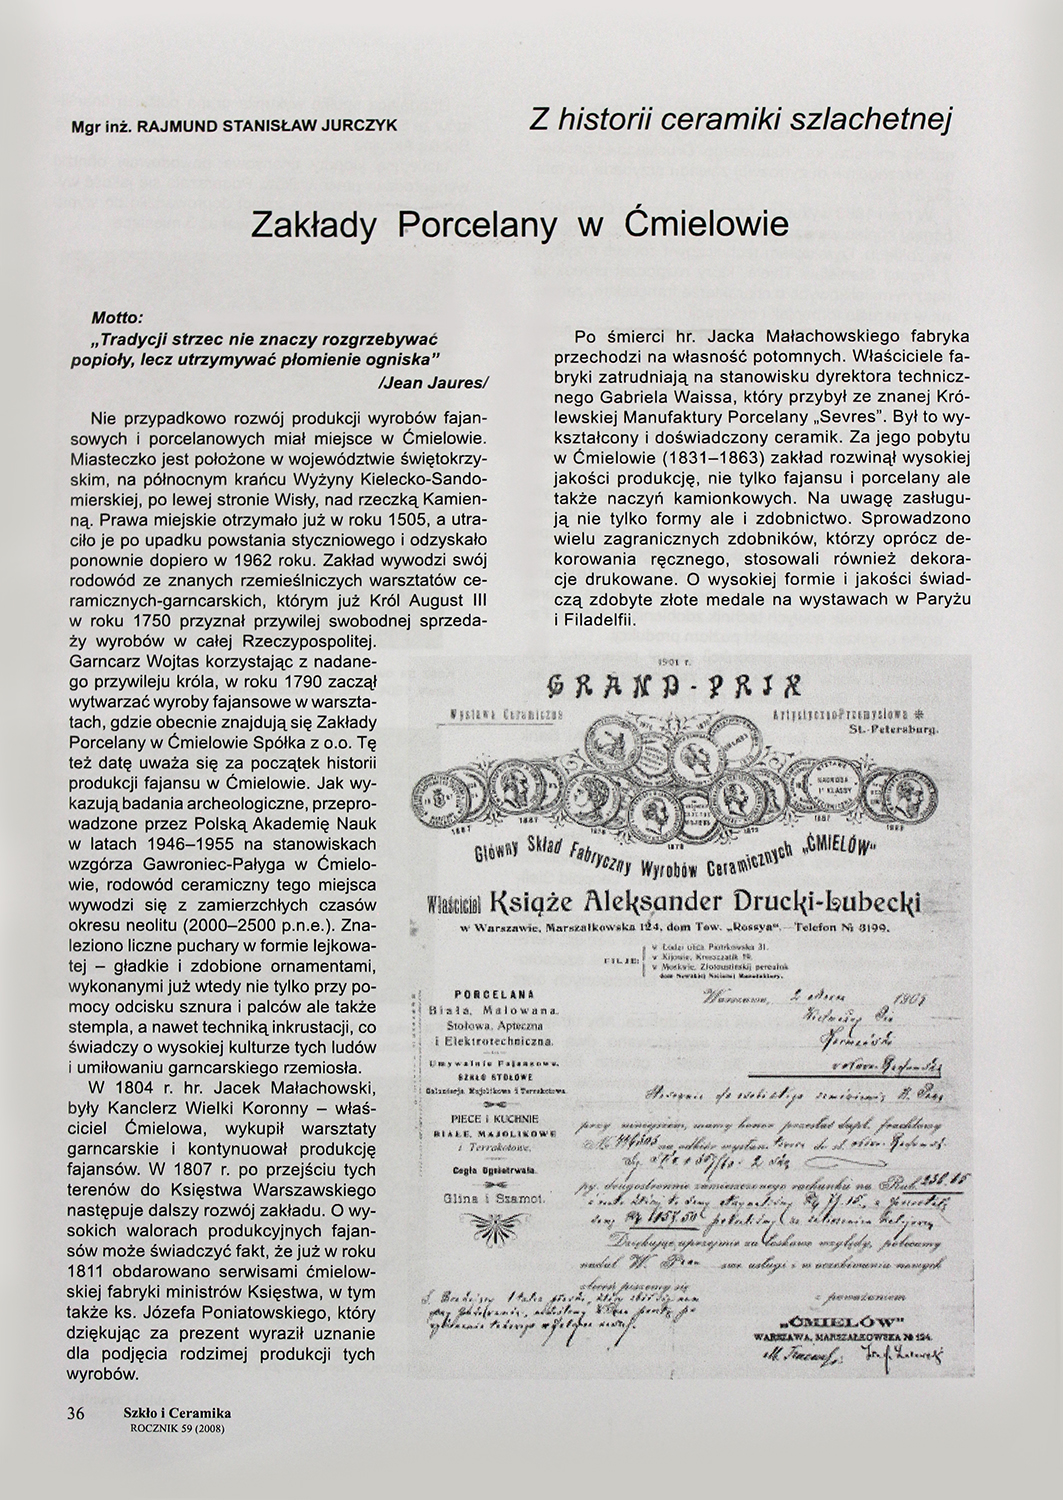 Mgr inż. RAJMUND STANISŁAW JURCZYK
Z historii ceramiki szlachetnej
Zakłady Porcelany w Ćmielowie
Motto:
„Tradycji strzec nie znaczy rozgrzebywać
popioły, lecz utrzymywać płomienie ogniska”
/Jean Jaures/
Nie przypadkowo rozwój produkcji wyrobów fajan-
sowych i porcelanowych miał miejsce w Ćmielowie.
Miasteczko jest położone w województwie świętokrzy-
skim, na północnym krańcu Wyżyny Kielecko-Sando-
mierskiej, po lewej stronie Wisły, nad rzeczką Kamien-
ną. Prawa miejskie otrzymało już w roku 1505, a utra-
ciło je po upadku powstania styczniowego i odzyskało
ponownie dopiero w 1962 roku. Zakład wywodzi swój
rodowód ze znanych rzemieślniczych warsztatów ce-
ramicznych-garncarskich, którym już Król August III
w roku 1750 przyznał przywilej swobodnej sprzeda-
ży wyrobów w całej Rzeczypospolitej.
Garncarz Wojtas korzystając z nadane-
go przywileju króla, w roku 1790 zaczął
wytwarzać wyroby fajansowe w warszta-
tach, gdzie obecnie znajdują się Zakłady
Porcelany w Ćmielowie Spółka z o.o. Tę
też datę uważa się za początek historii
produkcji fajansu w Ćmielowie. Jak wy-
kazują badania archeologiczne, przepro-
wadzone przez Polską Akademię Nauk
w latach 1946–1955 na stanowiskach
wzgórza Gawroniec-Pałyga w Ćmielo-
wie, rodowód ceramiczny tego miejsca
wywodzi się z zamierzchłych czasów
okresu neolitu (2000–2500 p.n.e.). Zna-
leziono liczne puchary w formie lejkowa-
tej – gładkie i zdobione ornamentami,
wykonanymi już wtedy nie tylko przy po-
mocy odcisku sznura i palców ale także
stempla, a nawet techniką inkrustacji, co
świadczy o wysokiej kulturze tych ludów
i umiłowaniu garncarskiego rzemiosła.
W 1804 r. hr. Jacek Małachowski,
były Kanclerz Wielki Koronny – właś-
ciciel Ćmielowa, wykupił warsztaty
garncarskie i kontynuował produkcję
fajansów. W 1807 r. po przejściu tych
terenów do Księstwa Warszawskiego
następuje dalszy rozwój zakładu. O wy-
sokich walorach produkcyjnych fajan-
sów może świadczyć fakt, że już w roku
1811 obdarowano serwisami ćmielow-
skiej fabryki ministrów Księstwa, w tym
także ks. Józefa Poniatowskiego, który
dziękując za prezent wyraził uznanie
dla podjęcia rodzimej produkcji tych
wyrobów.
Po śmierci hr. Jacka Małachowskiego fabryka
przechodzi na własność potomnych. Właściciele fa-
bryki zatrudniają na stanowisku dyrektora technicz-
nego Gabriela Waissa, który przybył ze znanej Kró-
lewskiej Manufaktury Porcelany „Sevres”. Był to wy-
kształcony i doświadczony ceramik. Za jego pobytu
w Ćmielowie (1831–1863) zakład rozwinął wysokiej
jakości produkcję, nie tylko fajansu i porcelany ale
także naczyń kamionkowych. Na uwagę zasługu-
ją nie tylko formy ale i zdobnictwo. Sprowadzono
wielu zagranicznych zdobników, którzy oprócz de-
korowania ręcznego, stosowali również dekora-
cje drukowane. O wysokiej formie i jakości świad-
czą zdobyte złote medale na wystawach w Paryżu
i Filadelfii.
1901 r.
GRAND-PRIX
Wystawa Ceramiczna
Artystyczno-Przemysłowa
St.-Petersburg.
Główny Skład Fabryczny Wyrobów Ceramicznych „ĆMIELÓW”
Właściciel Książe Aleksander Drucki-Lubecki
w Warszawie, Marszałkowska 124, dom Tow. „Rossya”. Telefon № 3199.
FILJE:
w Łodzi ulica Piotrkowska 31.
w Kijowie, Kreszczatik 19.
PORCELANA
Biała, Malowana,
Stołowa, Apteczna
i Elektrotechniczna.
Umywalnie Fajansowe.
SZKŁO STOŁOWE
Galanterja Majolikowa i Terrakotowa
PIECE i KUCHNIE
BIAŁE, MAJOLIKOWE
i Terrakotowe.
Cegła Ogniotrwała.
Glina i Szamot.
„ĆMIELÓW”
WARSZAWA, MARSZAŁKOWSKA № 124.
36
Szkło i Ceramika
ROCZNIK 59 (2008)